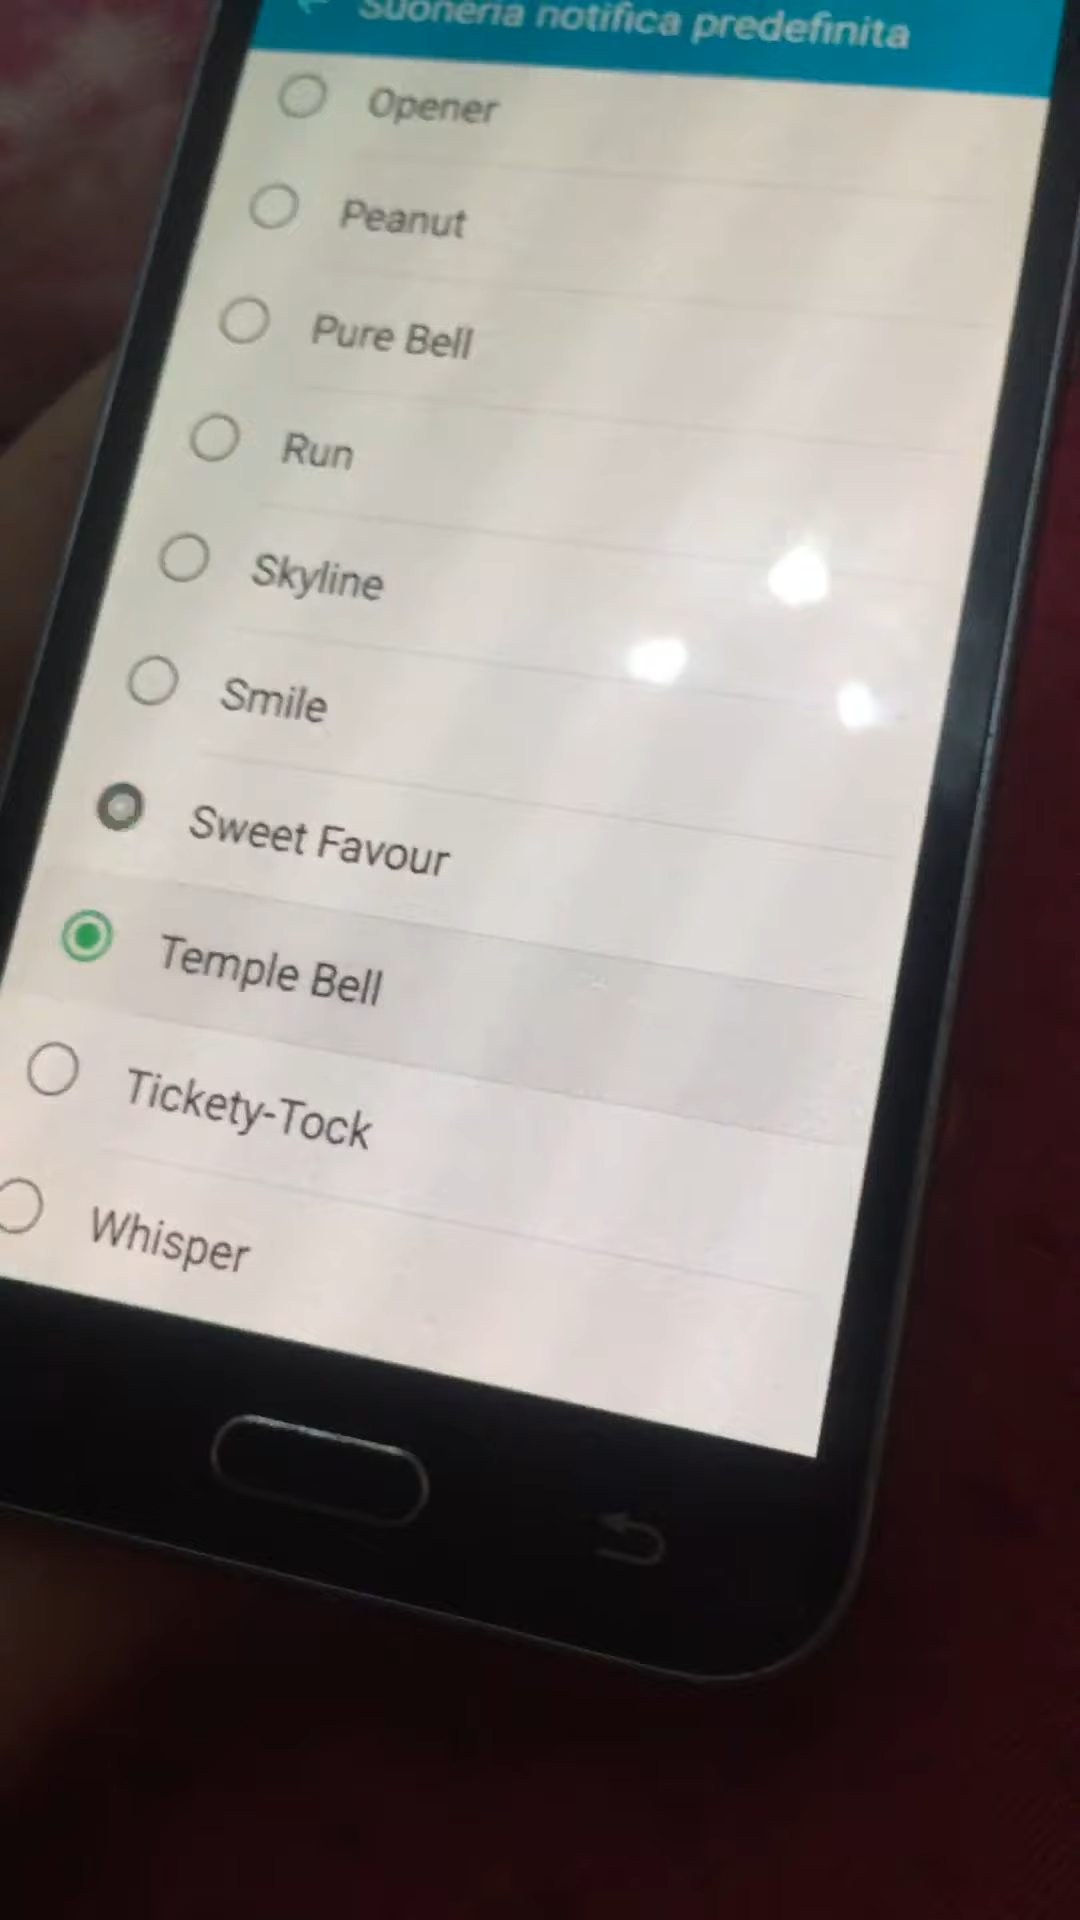 Suoneria notifica predefinita
Opener
Peanut
Pure Bell
Run
Skyline
Smile
Sweet Favour
Temple Bell
Tickety-Tock
Whisper